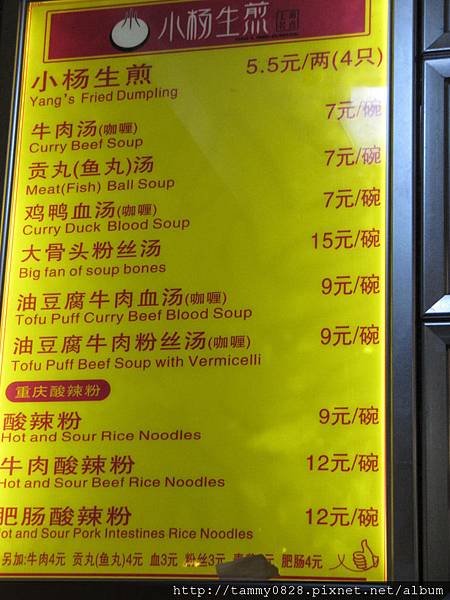 小杨生煎
小杨生煎 5.5元/两(4只)
Yang's Fried Dumpling
牛肉汤(咖喱) 7元/碗
Curry Beef Soup
贡丸(鱼丸)汤 7元/碗
Meat(Fish) Ball Soup
鸡鸭血汤(咖喱) 7元/碗
Curry Duck Blood Soup
大骨头粉丝汤 15元/碗
Big fan of soup bones
油豆腐牛肉血汤(咖喱) 9元/碗
Tofu Puff Curry Beef Blood Soup
油豆腐牛肉粉丝汤(咖喱) 9元/碗
Tofu Puff Beef Soup with Vermicelli
重庆酸辣粉
酸辣粉 9元/碗
Hot and Sour Rice Noodles
牛肉酸辣粉 12元/碗
Hot and Sour Beef Rice Noodles
肥肠酸辣粉 12元/碗
Hot and Sour Pork Intestines Rice Noodles
另加:牛肉4元 贡丸(鱼丸)4元 血3元 粉丝3元 肥肠4元
http://tammy0828.pixnet.net/album